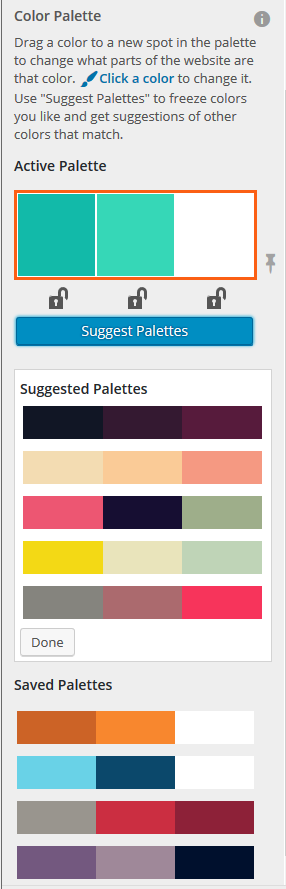 Color Palette
Drag a color to a new spot in the palette
to change what parts of the website are
that color. Click a color to change it.
Use "Suggest Palettes" to freeze colors
you like and get suggestions of other
colors that match.
Active Palette
Suggest Palettes
Suggested Palettes
Done
Saved Palettes